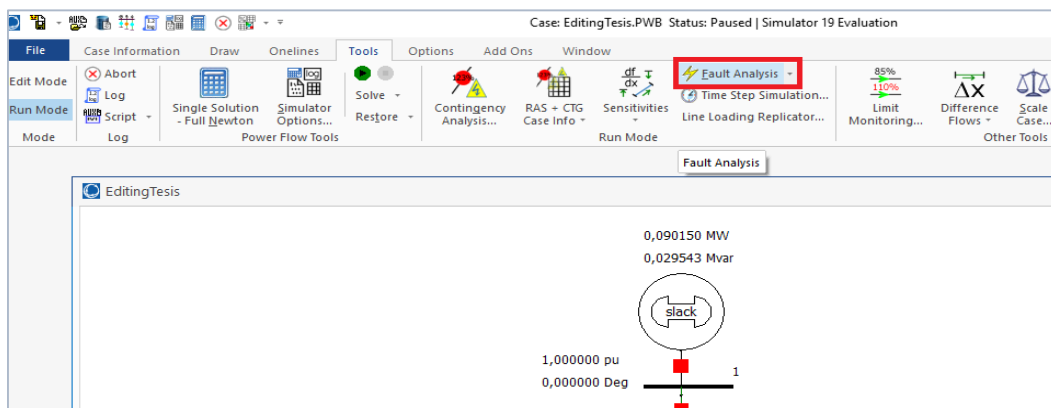 Case: EditingTesis.PWB Status: Paused | Simulator 19 Evaluation
File Case Information Draw Onelines Tools Options Add Ons Window
Edit Mode
Run Mode
Mode
Abort
Log
Script
Log
Single Solution
- Full Newton
Simulator
Options...
Solve
Restore
Power Flow Tools
Contingency
Analysis...
RAS + CTG
Case Info
Sensitivities
Fault Analysis
Time Step Simulation...
Line Loading Replicator...
Run Mode
85%
110%
Limit
Monitoring...
Δx
Difference
Flows
Scale
Case...
Other Tools
Fault Analysis
EditingTesis
0,090150 MW
0,029543 Mvar
slack
1,000000 pu
0,000000 Deg
1